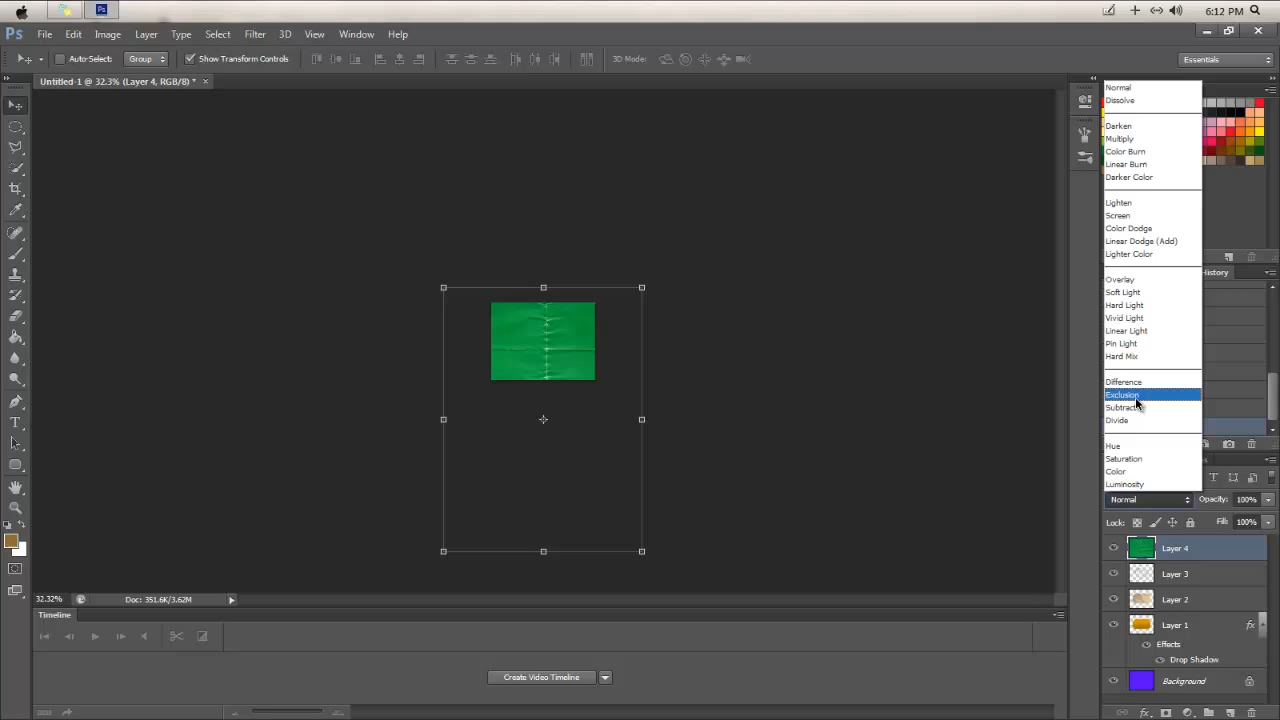 6:12 PM
Ps File Edit Image Layer Type Select Filter 3D View Window Help
Auto-Select: Group Show Transform Controls 3D Mode: Essentials
Untitled-1 @ 32.3% (Layer 4, RGB/8) * ×
Normal
Dissolve
Darken
Multiply
Color Burn
Linear Burn
Darker Color
Lighten
Screen
Color Dodge
Linear Dodge (Add)
Lighter Color
History
Overlay
Soft Light
Hard Light
Vivid Light
Linear Light
Pin Light
Hard Mix
Difference
Exclusion
Subtract
Divide
Hue
Saturation
Color
Luminosity
Normal Opacity: 100%
Lock: Fill: 100%
Layer 4
Layer 3
Layer 2
Layer 1 fx
Effects
Drop Shadow
Background
32.32% Doc: 351.6K/3.62M
Timeline
Create Video Timeline